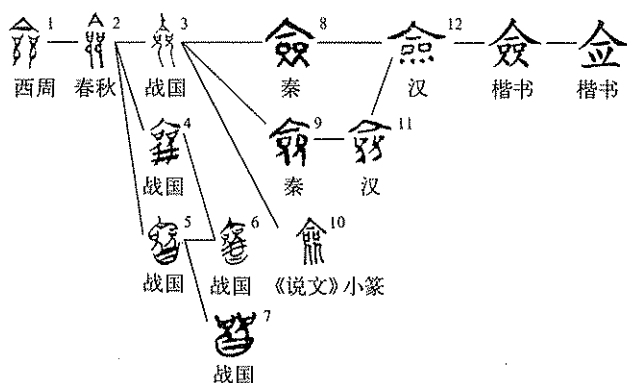 1 2 3 8 12 僉 佥
西周 春秋 战国 秦 汉 楷书 楷书
4 9 11
战国 秦 汉
5 6 10
战国 战国 《说文》小篆
7
战国